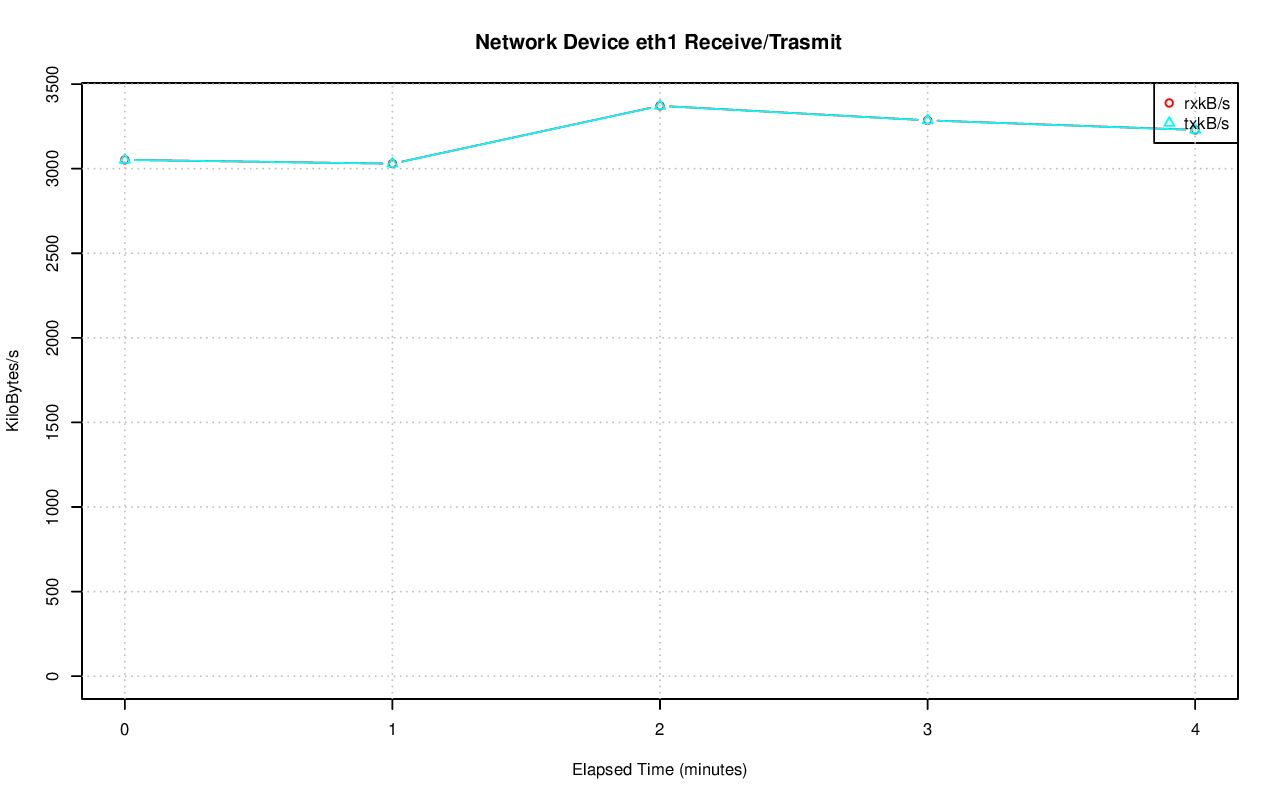 Network Device eth1 Receive/Trasmit
rxkB/s
txkB/s
3500
3000
2500
2000
1500
1000
500
0
KiloBytes/s
0 1 2 3 4
Elapsed Time (minutes)